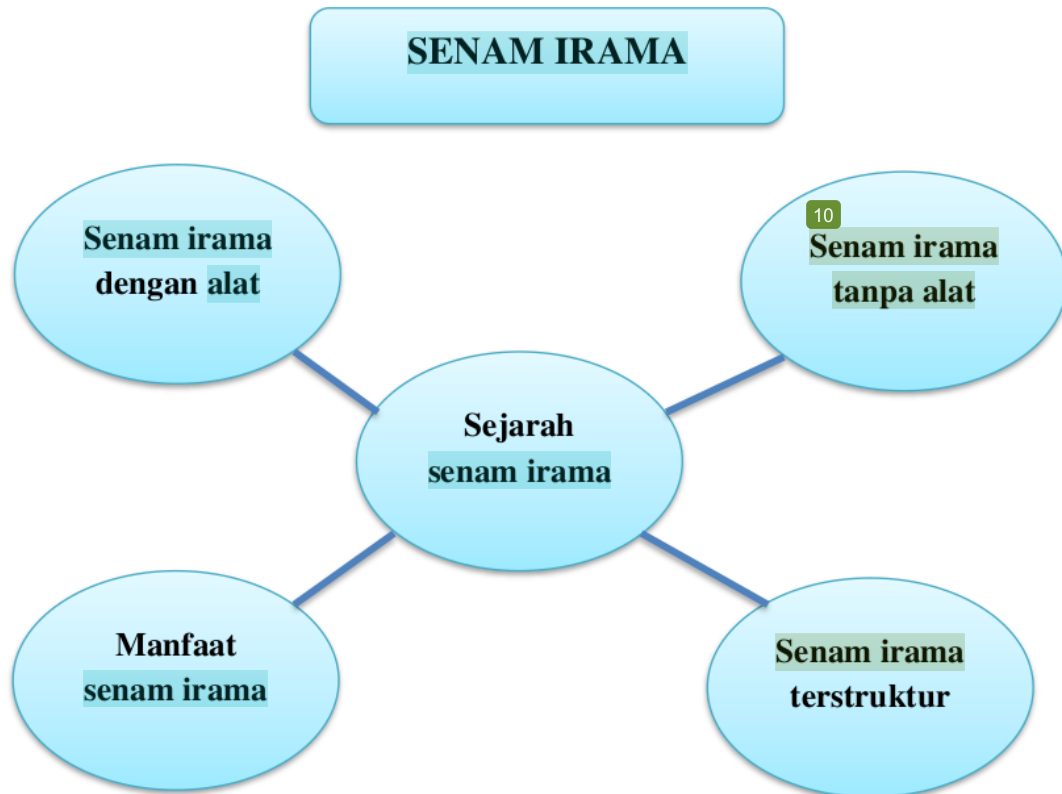 SENAM IRAMA
Senam irama
dengan alat
10
Senam irama
tanpa alat
Sejarah
senam irama
Manfaat
senam irama
Senam irama
terstruktur